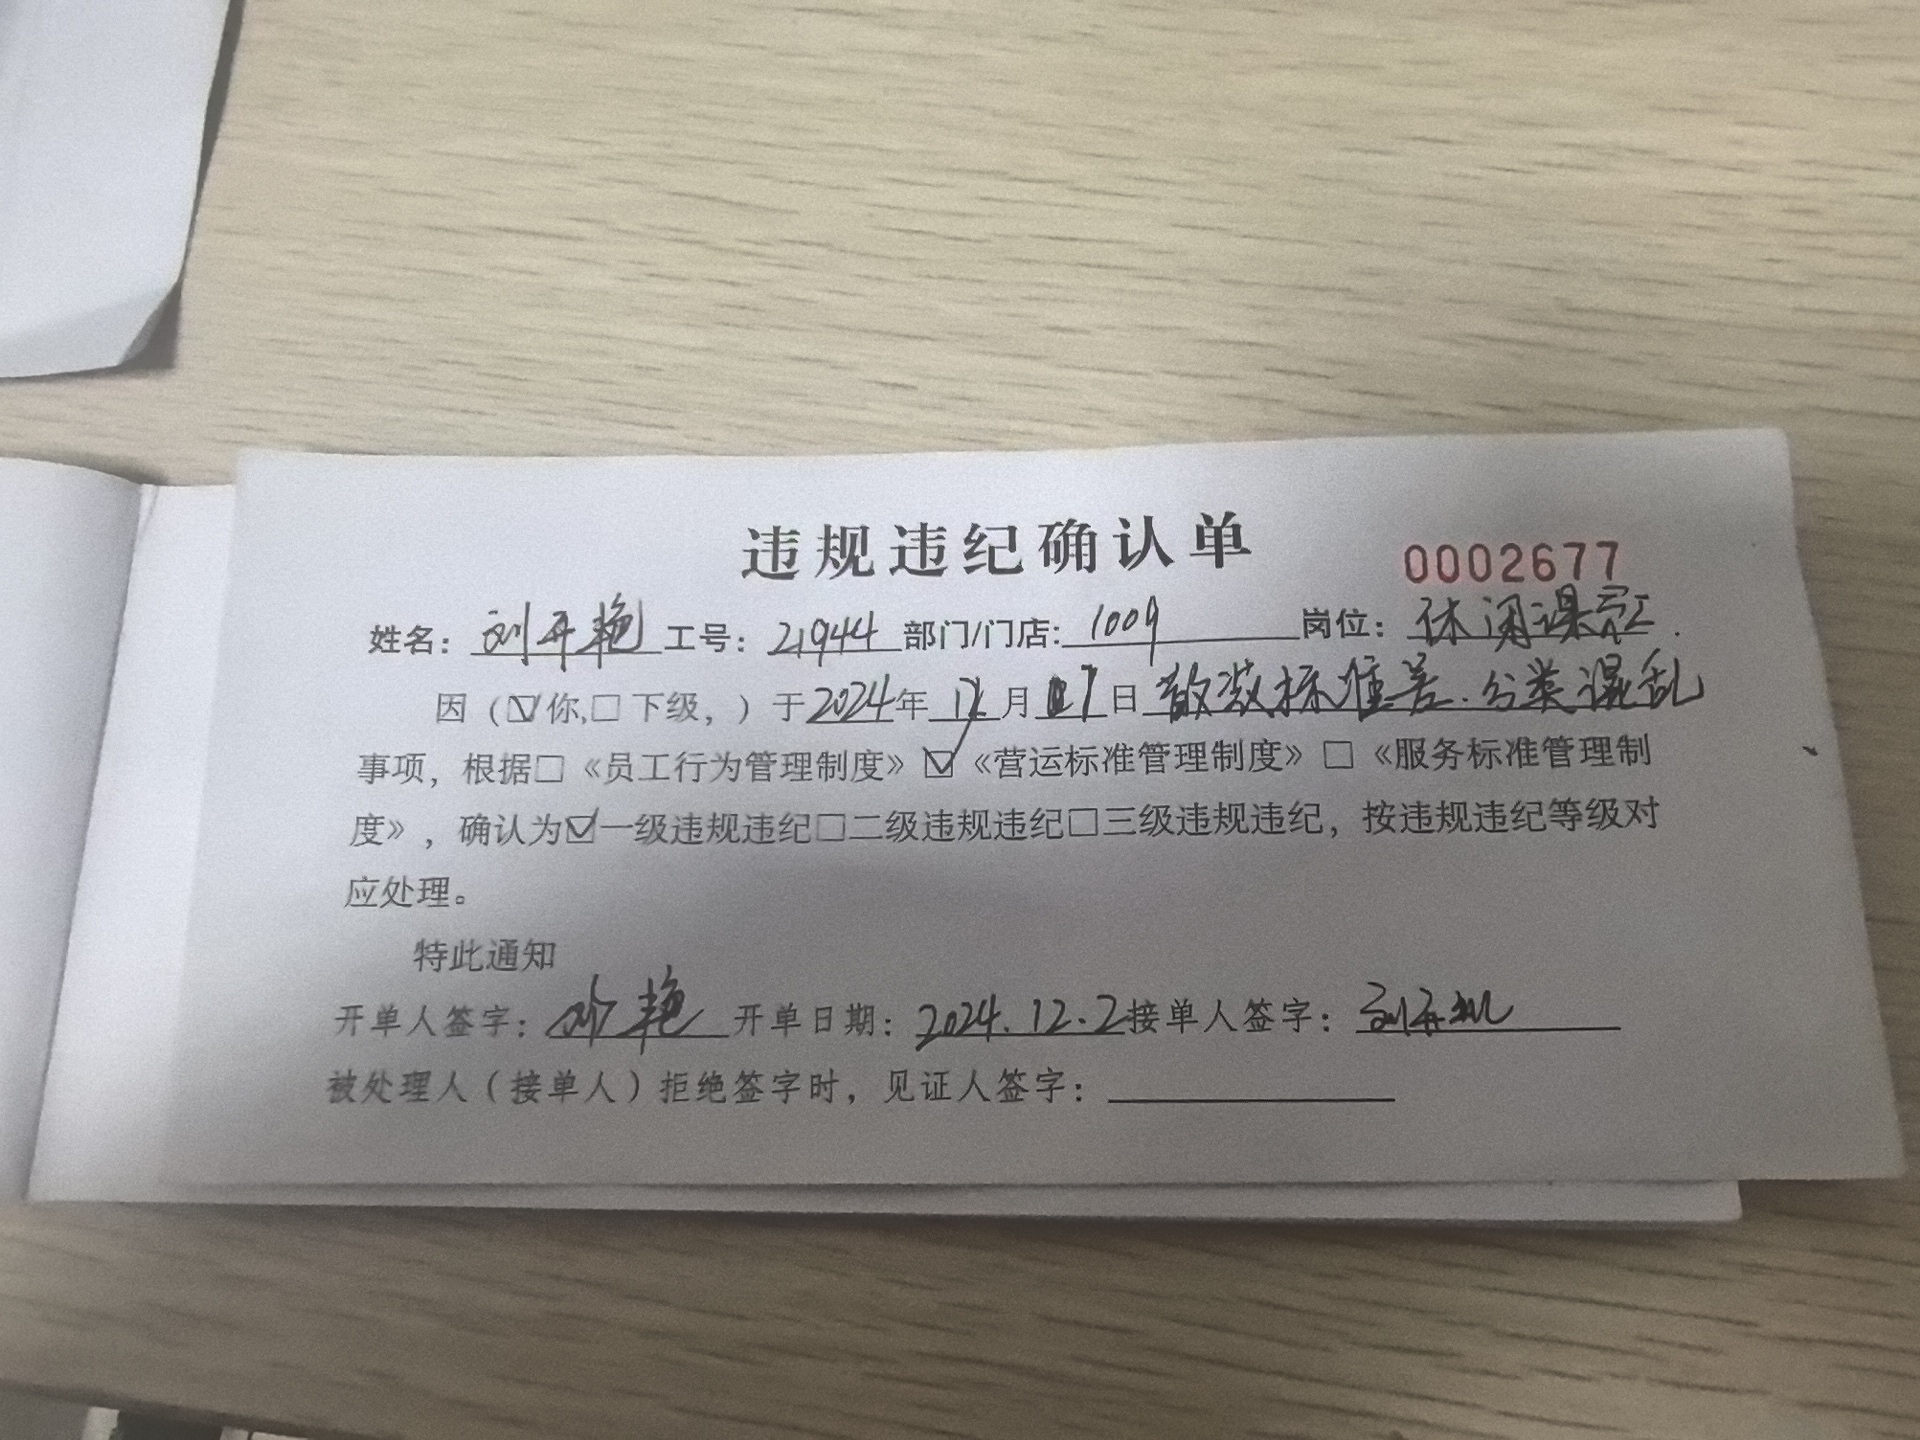 违规违纪确认单
0002677
姓名：刘开艳 工号：21944 部门/门店：1009 岗位：休闲课员工
因（☑你,□下级，）于2024年12月17日 散装标准差.分类混乱
事项，根据□《员工行为管理制度》☑《营运标准管理制度》□《服务标准管理制
度》，确认为☑一级违规违纪□二级违规违纪□三级违规违纪，按违规违纪等级对
应处理。
特此通知
开单人签字： 开单日期：2024.12.2 接单人签字：
被处理人（接单人）拒绝签字时，见证人签字：